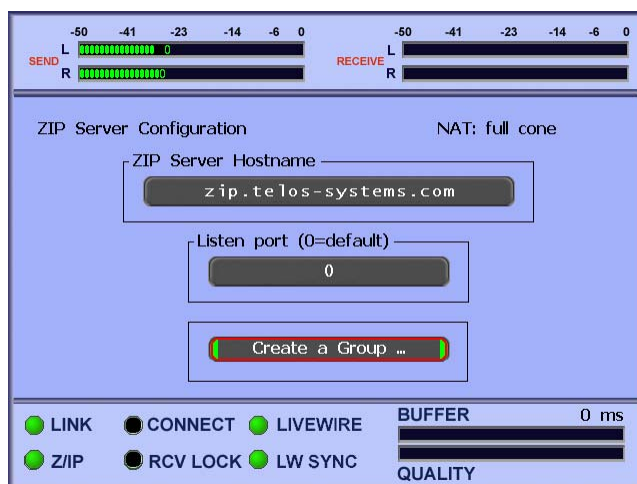 -50 -41 -23 -14 -6 0 -50 -41 -23 -14 -6 0
L L
SEND RECEIVE
R R
ZIP Server Configuration NAT: full cone
ZIP Server Hostname
zip.telos-systems.com
Listen port (0=default)
0
Create a Group …
LINK CONNECT LIVEWIRE BUFFER 0 ms
Z/IP RCV LOCK LW SYNC
QUALITY